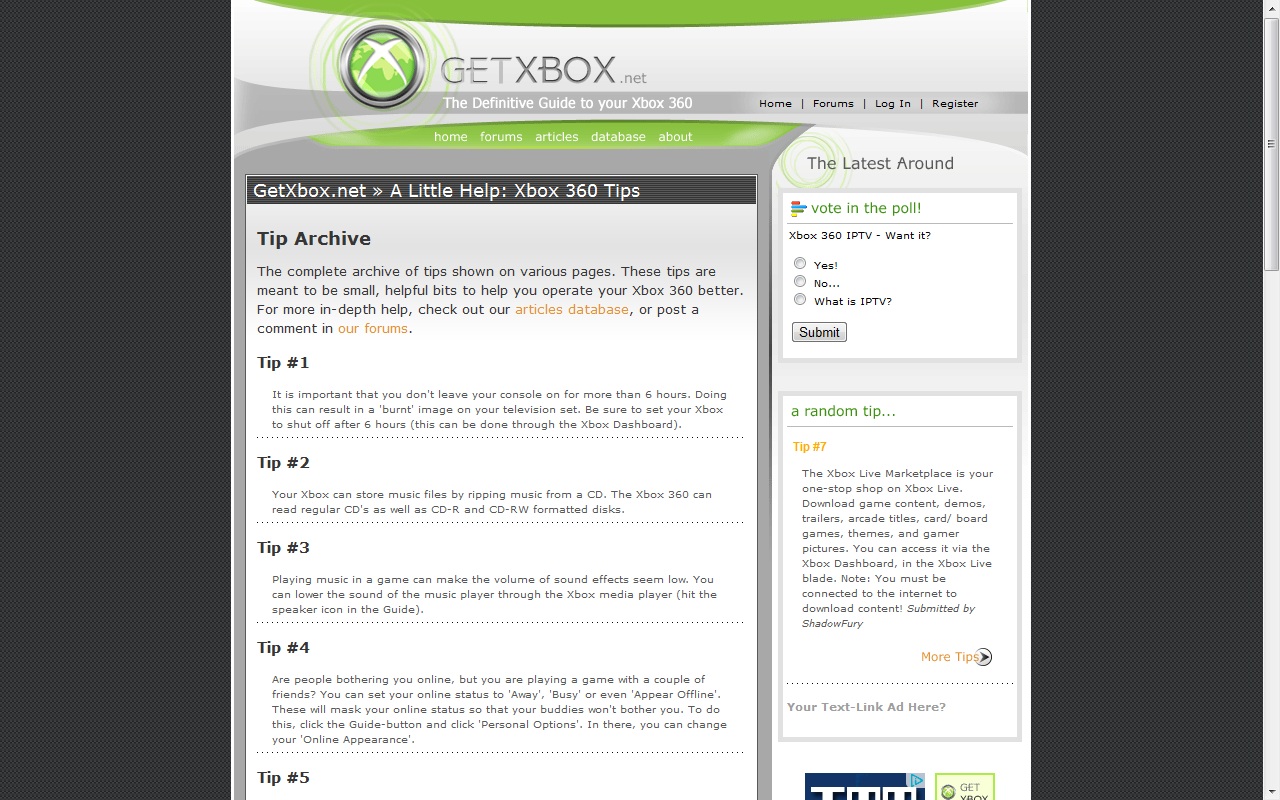 GETXBOX.net
The Definitive Guide to your Xbox 360
Home | Forums | Log In | Register
home forums articles database about
GetXbox.net » A Little Help: Xbox 360 Tips
Tip Archive
The complete archive of tips shown on various pages. These tips are
meant to be small, helpful bits to help you operate your Xbox 360 better.
For more in-depth help, check out our articles database, or post a
comment in our forums.
Tip #1
It is important that you don't leave your console on for more than 6 hours. Doing
this can result in a 'burnt' image on your television set. Be sure to set your Xbox
to shut off after 6 hours (this can be done through the Xbox Dashboard).
Tip #2
Your Xbox can store music files by ripping music from a CD. The Xbox 360 can
read regular CD's as well as CD-R and CD-RW formatted disks.
Tip #3
Playing music in a game can make the volume of sound effects seem low. You
can lower the sound of the music player through the Xbox media player (hit the
speaker icon in the Guide).
Tip #4
Are people bothering you online, but you are playing a game with a couple of
friends? You can set your online status to 'Away', 'Busy' or even 'Appear Offline'.
These will mask your online status so that your buddies won't bother you. To do
this, click the Guide-button and click 'Personal Options'. In there, you can change
your 'Online Appearance'.
Tip #5
The Latest Around
vote in the poll!
Xbox 360 IPTV - Want it?
Yes!
No...
What is IPTV?
Submit
a random tip...
Tip #7
The Xbox Live Marketplace is your
one-stop shop on Xbox Live.
Download game content, demos,
trailers, arcade titles, card/ board
games, themes, and gamer
pictures. You can access it via the
Xbox Dashboard, in the Xbox Live
blade. Note: You must be
connected to the internet to
download content! Submitted by
ShadowFury
More Tips
Your Text-Link Ad Here?
GET
XBOX